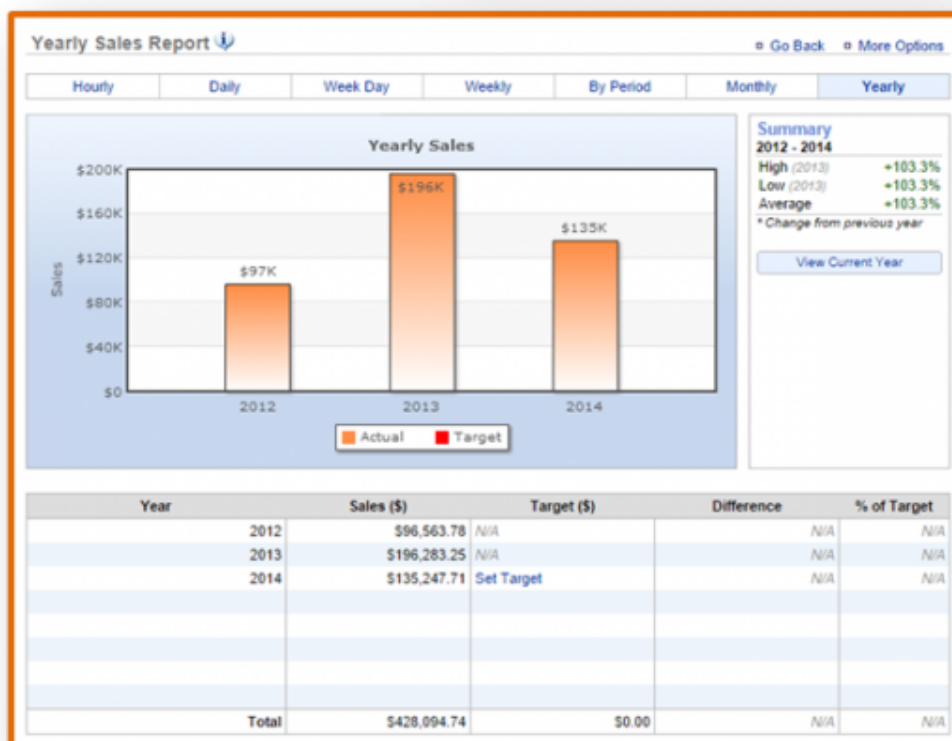 Yearly Sales Report
Go Back More Options
Hourly Daily Week Day Weekly By Period Monthly Yearly
Yearly Sales
$200K
$160K
$120K
$80K
$40K
$0
Sales
$97K
$196K
$135K
2012 2013 2014
Actual Target
Summary
2012 - 2014
High (2013) +103.3%
Low (2013) +103.3%
Average +103.3%
* Change from previous year
View Current Year
Year Sales ($) Target ($) Difference % of Target
2012 $96,563.78 N/A N/A N/A
2013 $196,283.25 N/A N/A N/A
2014 $135,247.71 Set Target N/A N/A
Total $428,094.74 $0.00 N/A N/A